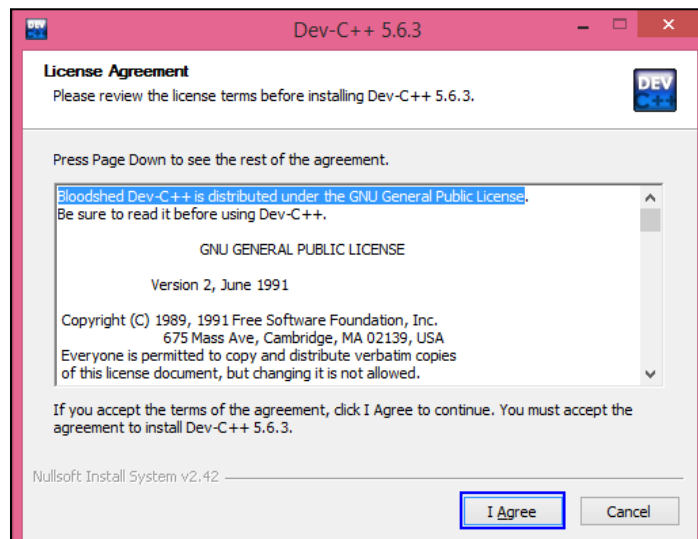 DEV
C++
Dev-C++ 5.6.3
License Agreement
Please review the license terms before installing Dev-C++ 5.6.3.
DEV
C++
Press Page Down to see the rest of the agreement.
Bloodshed Dev-C++ is distributed under the GNU General Public License.
Be sure to read it before using Dev-C++.
GNU GENERAL PUBLIC LICENSE
Version 2, June 1991
Copyright (C) 1989, 1991 Free Software Foundation, Inc.
675 Mass Ave, Cambridge, MA 02139, USA
Everyone is permitted to copy and distribute verbatim copies
of this license document, but changing it is not allowed.
If you accept the terms of the agreement, click I Agree to continue. You must accept the
agreement to install Dev-C++ 5.6.3.
Nullsoft Install System v2.42
I Agree
Cancel